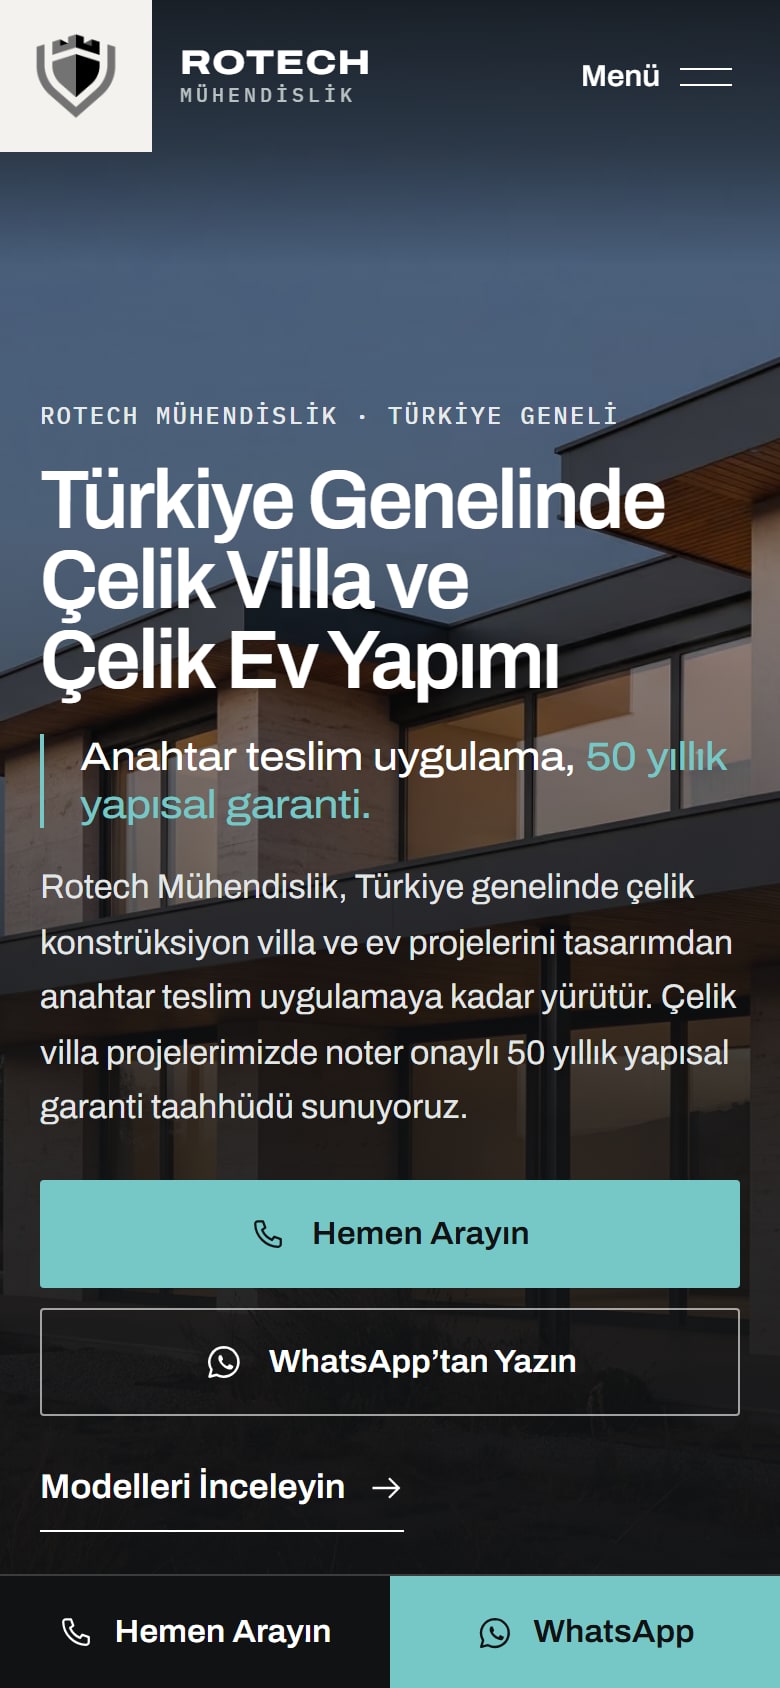 ROTECH
MÜHENDİSLİK
Menü
ROTECH MÜHENDİSLİK · TÜRKİYE GENELİ
Türkiye Genelinde
Çelik Villa ve
Çelik Ev Yapımı
Anahtar teslim uygulama, 50 yıllık
yapısal garanti.
Rotech Mühendislik, Türkiye genelinde çelik
konstrüksiyon villa ve ev projelerini tasarımdan
anahtar teslim uygulamaya kadar yürütür. Çelik
villa projelerimizde noter onaylı 50 yıllık yapısal
garanti taahhüdü sunuyoruz.
Hemen Arayın
WhatsApp’tan Yazın
Modelleri İnceleyin
Hemen Arayın
WhatsApp